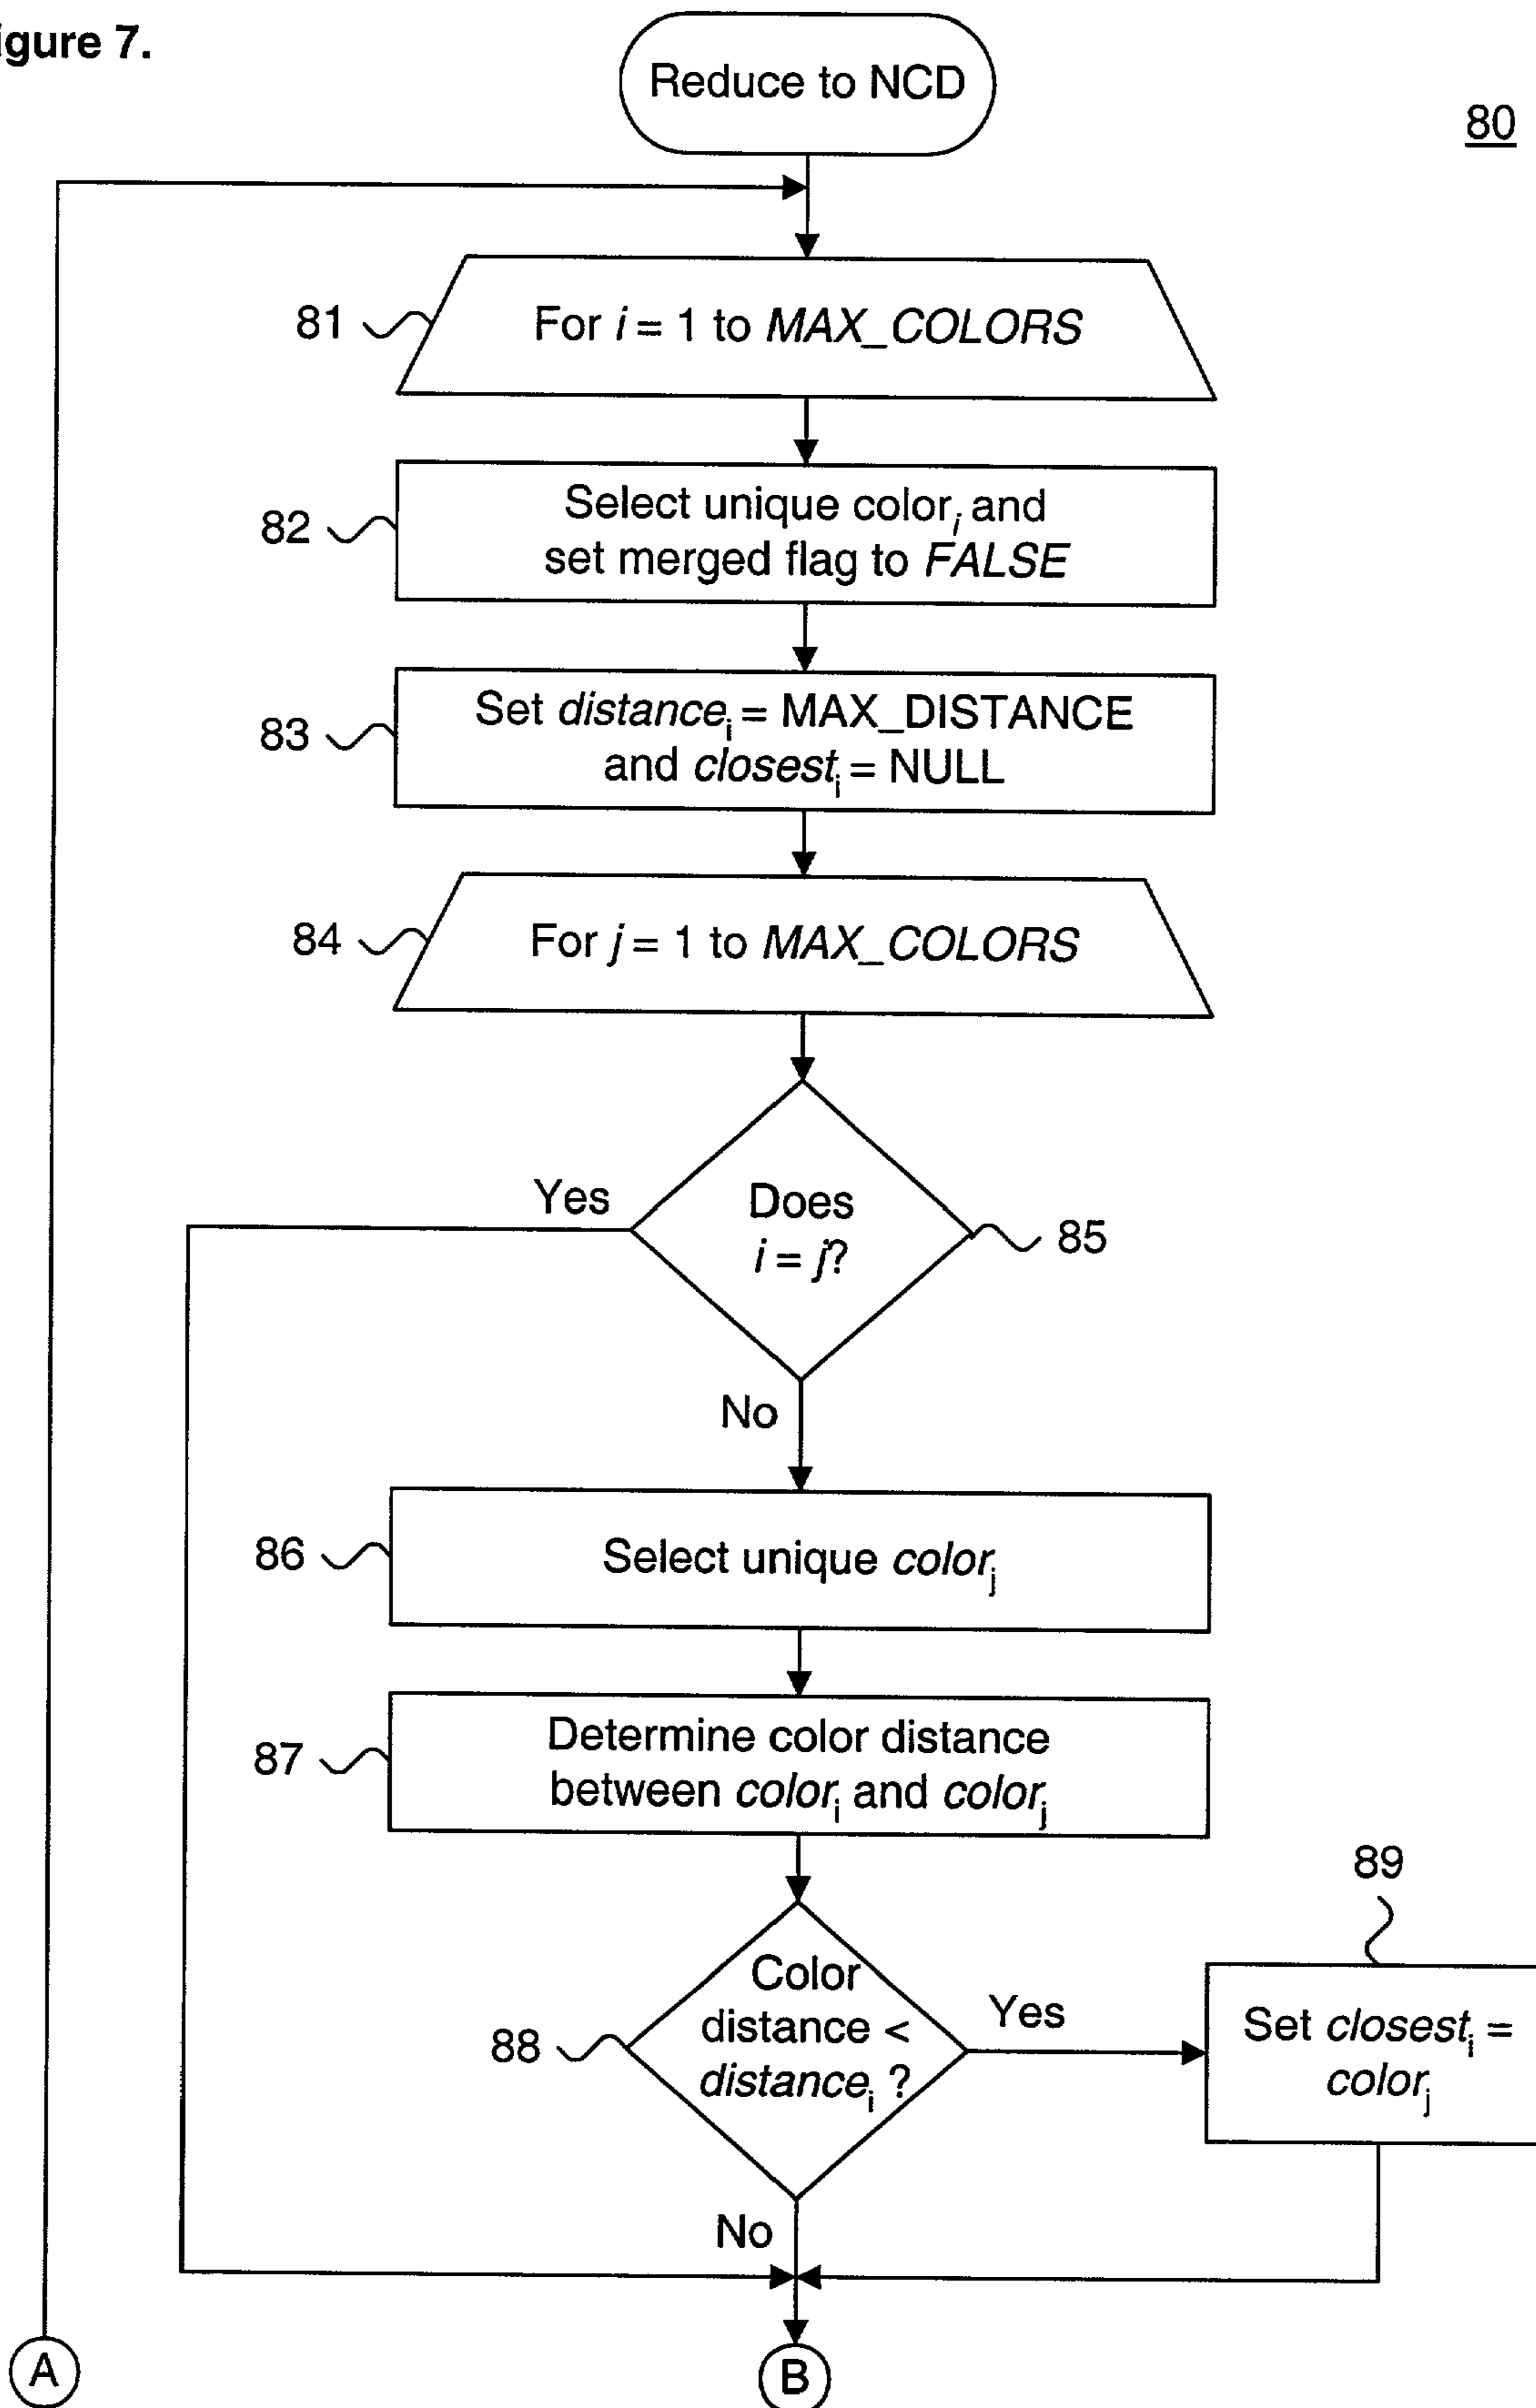 igure 7.
Reduce to NCD
80
81
For i = 1 to MAX_COLORS
82
Select unique color_i and
set merged flag to FALSE
83
Set distance_i = MAX_DISTANCE
and closest_i = NULL
84
For j = 1 to MAX_COLORS
Yes
Does
i = j?
85
No
86
Select unique color_j
87
Determine color distance
between color_i and color_j
89
88
Color
distance <
distance_i ?
Yes
Set closest_i =
color_j
No
A
B